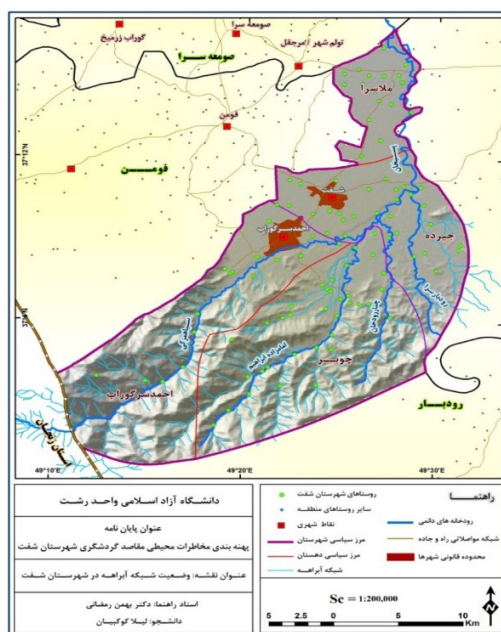 صومعه سرا
گوراب زرمیخ
تولم شهر / مرجقل
صومعه سرا
ملاسرا
فومن
37°12'N
فومن
شفت
احمدسرگوراب
جیرده
چوبر
امامزاده ابراهیم
احمدسرگوراب
رودبار
استان زنجان
49°10'E
49°20'E
49°30'E
دانشگاه آزاد اسلامی واحد رشت
عنوان پایان نامه
پهنه بندی مخاطرات محیطی مقاصد گردشگری شهرستان شفت
عنوان نقشه: وضعیت شبکه آبراهه در شهرستان شفت
استاد راهنما: دکتر بهمن رمضانی
دانشجو: لیلا کوکبیان
راهنما
روستاهای شهرستان شفت
سایر روستاهای منطقه
نقاط شهری
مرز سیاسی شهرستان
مرز سیاسی دهستان
شبکه آبراهه
رودخانه های دائمی
شبکه مواصلاتی راه و جاده
محدوده قانونی شهرها
Sc = 1:200,000
N
5 2.5 0 5 10
Km